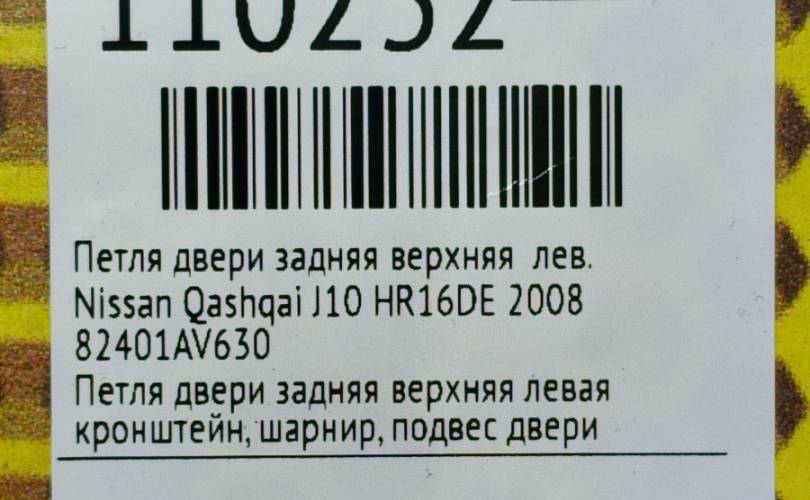 110232
Петля двери задняя верхняя лев.
Nissan Qashqai J10 HR16DE 2008
82401AV630
Петля двери задняя верхняя левая
кронштейн, шарнир, подвес двери